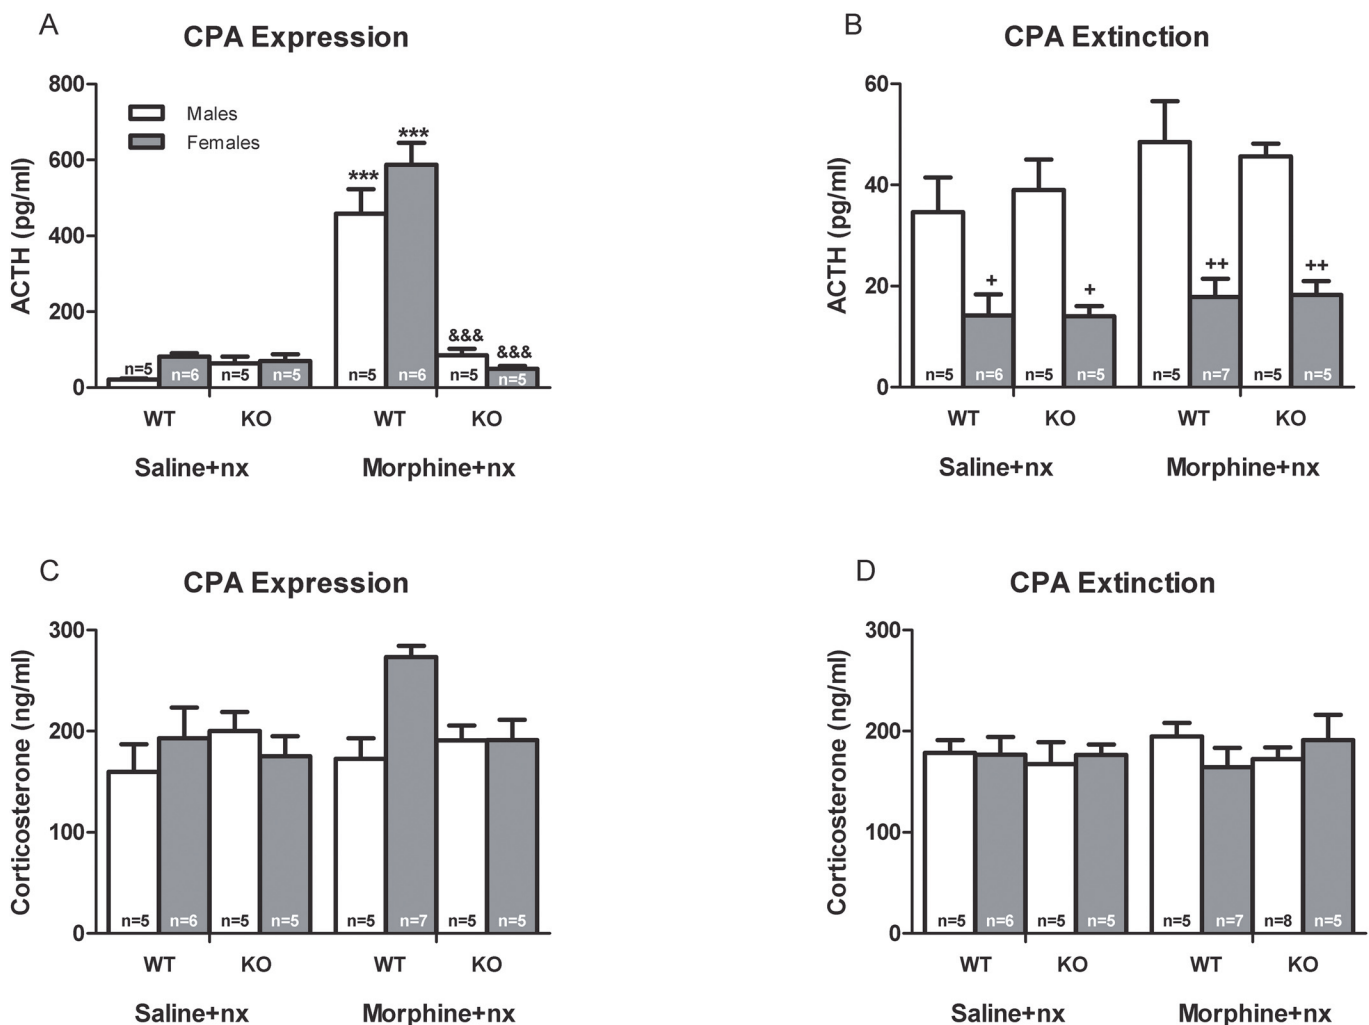 A
CPA Expression
800
600
400
200
0
ACTH (pg/ml)
Males
Females
***
***
&&&
&&&
n=5
n=6
n=5
n=5
n=5
n=6
n=5
n=5
WT
KO
WT
KO
Saline+nx
Morphine+nx
B
CPA Extinction
60
40
20
0
ACTH (pg/ml)
+
+
++
++
n=5
n=6
n=5
n=5
n=5
n=7
n=5
n=5
WT
KO
WT
KO
Saline+nx
Morphine+nx
C
CPA Expression
300
200
100
0
Corticosterone (ng/ml)
n=5
n=6
n=5
n=5
n=5
n=7
n=5
n=5
WT
KO
WT
KO
Saline+nx
Morphine+nx
D
CPA Extinction
300
200
100
0
Corticosterone (ng/ml)
n=5
n=6
n=5
n=5
n=5
n=7
n=8
n=5
WT
KO
WT
KO
Saline+nx
Morphine+nx